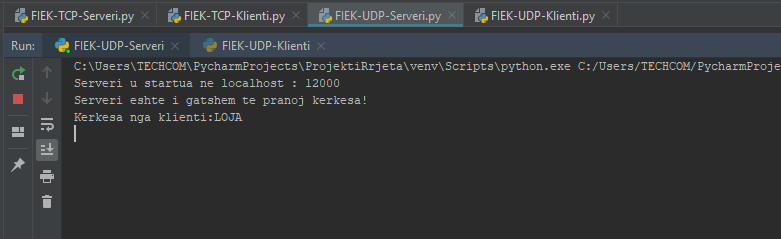 FIEK-TCP-Serveri.py FIEK-TCP-Klienti.py FIEK-UDP-Serveri.py FIEK-UDP-Klienti.py
Run: FIEK-UDP-Serveri FIEK-UDP-Klienti
C:\Users\TECHCOM\PycharmProjects\ProjektiRrjeta\venv\Scripts\python.exe C:/Users/TECHCOM/PycharmProje
Serveri u startua ne localhost : 12000
Serveri eshte i gatshem te pranoj kerkesa!
Kerkesa nga klienti:LOJA